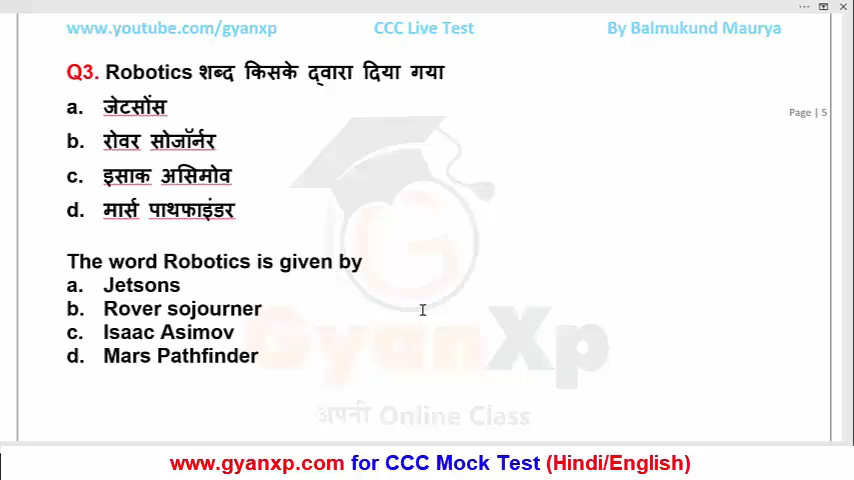 www.youtube.com/gyanxp CCC Live Test By Balmukund Maurya
Q3. Robotics शब्द किसके द्वारा दिया गया
a. जेटसोंस
Page | 5
b. रोवर सोजॉर्नर
c. इसाक असिमोव
d. मार्स पाथफाइंडर
The word Robotics is given by
a. Jetsons
b. Rover sojourner
c. Isaac Asimov
d. Mars Pathfinder
GyanXp
अपनी Online Class
www.gyanxp.com for CCC Mock Test (Hindi/English)